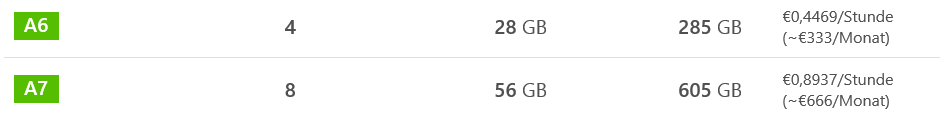 A6 4 28 GB 285 GB €0,4469/Stunde
(~€333/Monat)
A7 8 56 GB 605 GB €0,8937/Stunde
(~€666/Monat)